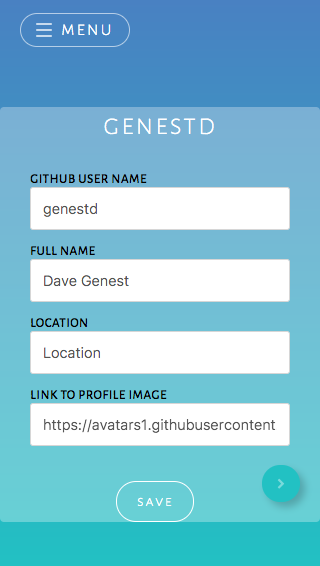 MENU
GENESTD
GITHUB USER NAME
genestd
FULL NAME
Dave Genest
LOCATION
Location
LINK TO PROFILE IMAGE
https://avatars1.githubusercontent
SAVE